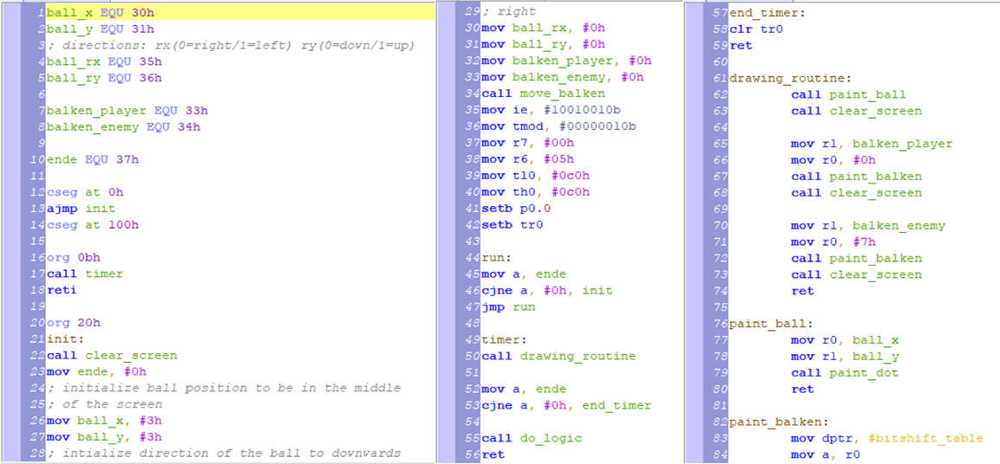 1 ball_x EQU 30h
2 ball_y EQU 31h
3 ; directions: rx(0=right/1=left) ry(0=down/1=up)
4 ball_rx EQU 35h
5 ball_ry EQU 36h
6
7 balken_player EQU 33h
8 balken_enemy EQU 34h
9
10 ende EQU 37h
11
12 cseg at 0h
13 ajmp init
14 cseg at 100h
15
16 org 0bh
17 call timer
18 reti
19
20 org 20h
21 init:
22 call clear_screen
23 mov ende, #0h
24 ; initialize ball position to be in the middle
25 ; of the screen
26 mov ball_x, #3h
27 mov ball_y, #3h
28 ; intialize direction of the ball to downwards
29 ; right
30 mov ball_rx, #0h
31 mov ball_ry, #0h
32 mov balken_player, #0h
33 mov balken_enemy, #0h
34 call move_balken
35 mov ie, #10010010b
36 mov tmod, #00000010b
37 mov r7, #00h
38 mov r6, #05h
39 mov tl0, #0c0h
40 mov th0, #0c0h
41 setb p0.0
42 setb tr0
43
44 run:
45 mov a, ende
46 cjne a, #0h, init
47 jmp run
48
49 timer:
50 call drawing_routine
51
52 mov a, ende
53 cjne a, #0h, end_timer
54
55 call do_logic
56 ret
57 end_timer:
58 clr tr0
59 ret
60
61 drawing_routine:
62 call paint_ball
63 call clear_screen
64
65 mov r1, balken_player
66 mov r0, #0h
67 call paint_balken
68 call clear_screen
69
70 mov r1, balken_enemy
71 mov r0, #7h
72 call paint_balken
73 call clear_screen
74 ret
75
76 paint_ball:
77 mov r0, ball_x
78 mov r1, ball_y
79 call paint_dot
80 ret
81
82 paint_balken:
83 mov dptr, #bitshift_table
84 mov a, r0